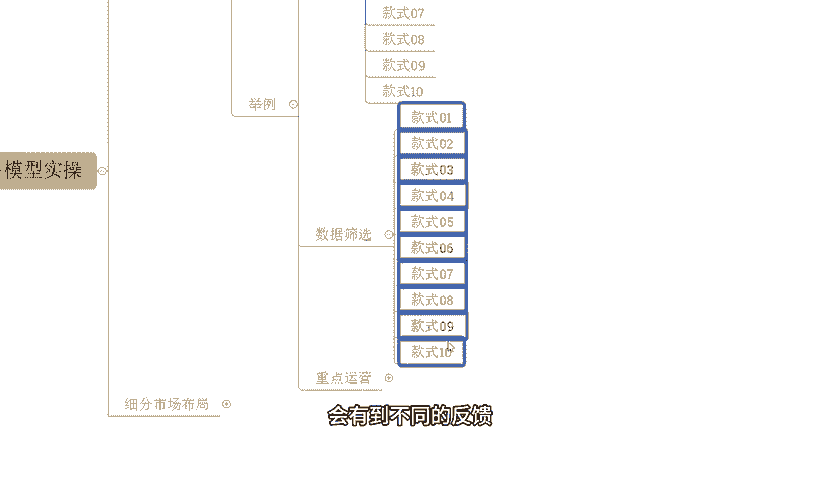 款式07
款式08
款式09
款式10
举例
款式01
款式02
模型实操
款式03
款式04
款式05
数据筛选
款式06
款式07
款式08
款式09
款式10
重点运营
细分市场布局
会有到不同的反馈